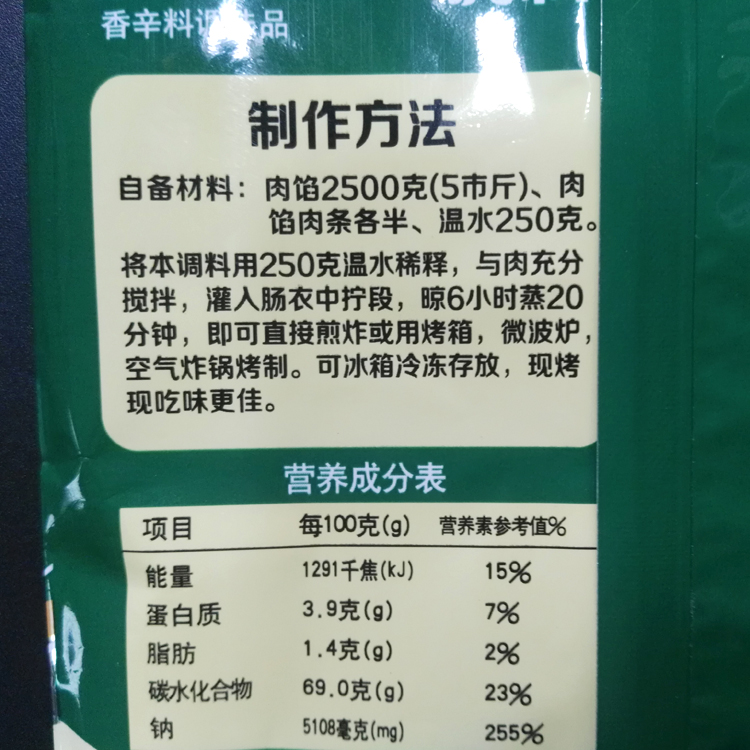 香辛料调
品
制作方法
自备材料：肉馅2500克(5市斤)、肉
馅肉条各半、温水250克。
将本调料用250克温水稀释，与肉充分
搅拌，灌入肠衣中拧段，晾6小时蒸20
分钟，即可直接煎炸或用烤箱，微波炉，
空气炸锅烤制。可冰箱冷冻存放，现烤
现吃味更佳。
营养成分表
项目 每100克(g) 营养素参考值%
能量 1291千焦(kJ) 15%
蛋白质 3.9克(g) 7%
脂肪 1.4克(g) 2%
碳水化合物 69.0克(g) 23%
钠 5108毫克(mg) 255%